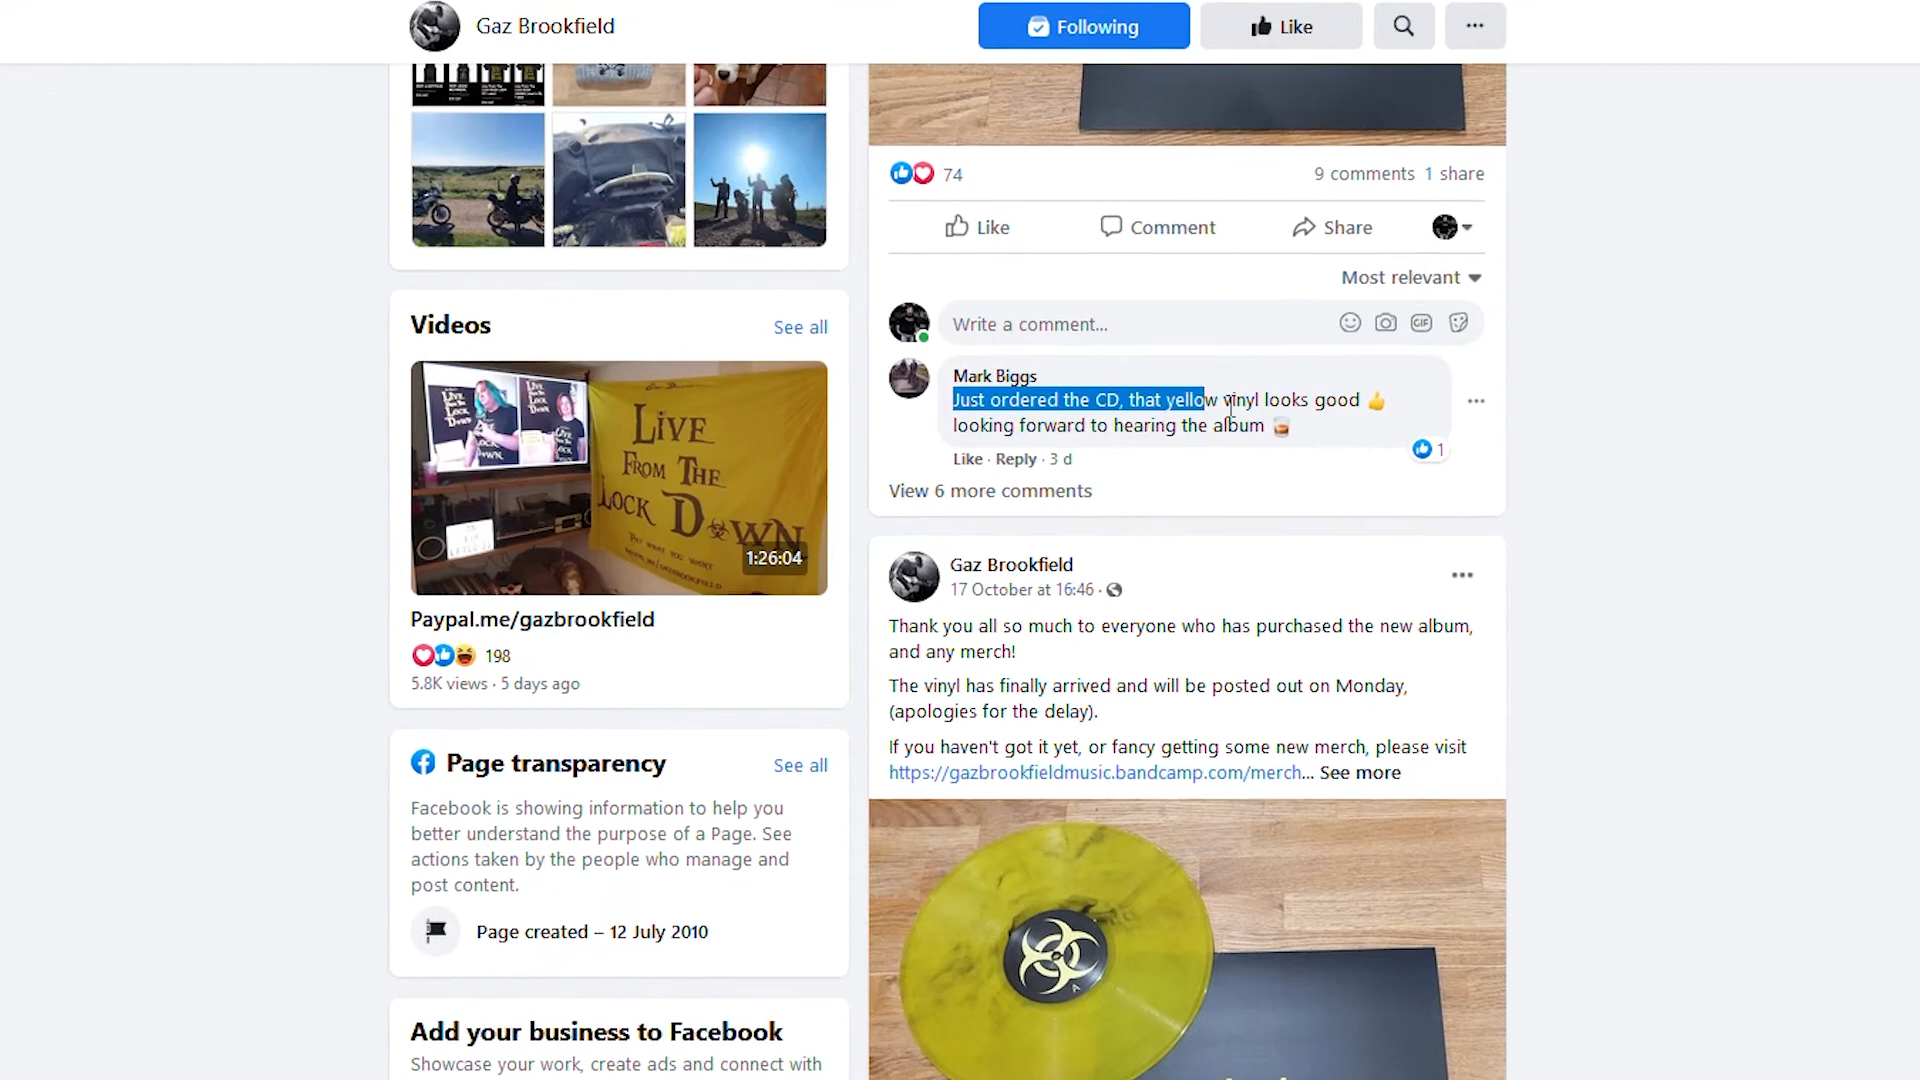 Gaz Brookfield
Following
Like
74
9 comments 1 share
Like
Comment
Share
Most relevant
Write a comment...
GIF
Mark Biggs
Just ordered the CD, that yellow vinyl looks good 👍
looking forward to hearing the album 🥃
1
Like · Reply · 3 d
View 6 more comments
Videos
See all
LIVE
FROM THE
LOCK DOWN
1:26:04
Paypal.me/gazbrookfield
198
5.8K views · 5 days ago
Page transparency
See all
Facebook is showing information to help you
better understand the purpose of a Page. See
actions taken by the people who manage and
post content.
Page created – 12 July 2010
Add your business to Facebook
Showcase your work, create ads and connect with
Gaz Brookfield
17 October at 16:46 ·
Thank you all so much to everyone who has purchased the new album,
and any merch!
The vinyl has finally arrived and will be posted out on Monday,
(apologies for the delay).
If you haven't got it yet, or fancy getting some new merch, please visit
https://gazbrookfieldmusic.bandcamp.com/merch... See more
A